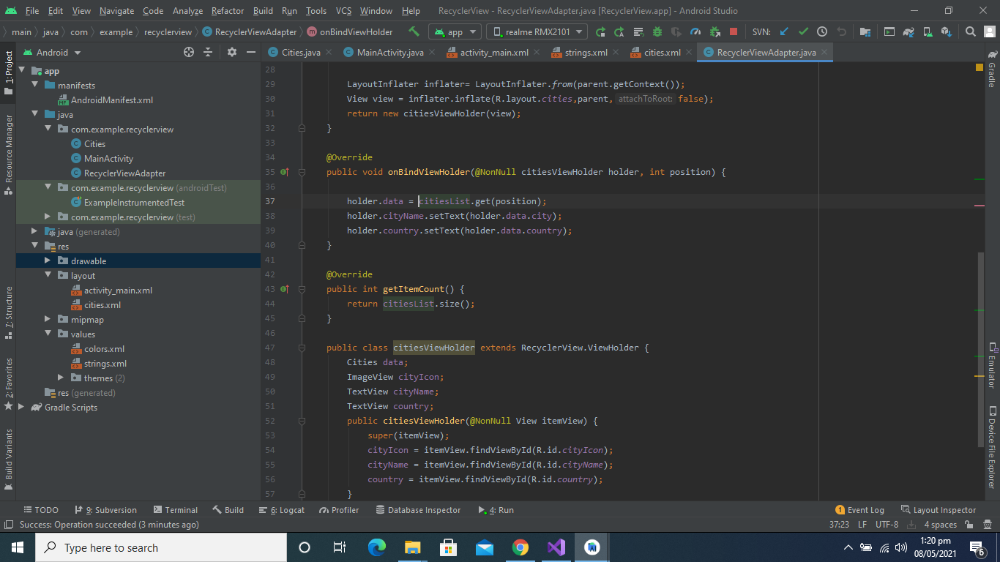 File Edit View Navigate Code Analyze Refactor Build Run Tools VCS Window Help RecyclerView - RecyclerViewAdapter.java [RecyclerView.app] - Android Studio
main java com example recyclerview RecyclerViewAdapter onBindViewHolder app realme RMX2101 SVN:
Android
Cities.java MainActivity.java activity_main.xml strings.xml cities.xml RecyclerViewAdapter.java
1: Project
Resource Manager
7: Structure
2: Favorites
Build Variants
app
manifests
AndroidManifest.xml
java
com.example.recyclerview
Cities
MainActivity
RecyclerViewAdapter
com.example.recyclerview (androidTest)
ExampleInstrumentedTest
com.example.recyclerview (test)
java (generated)
res
drawable
layout
activity_main.xml
cities.xml
mipmap
values
colors.xml
strings.xml
themes (2)
res (generated)
Gradle Scripts
28
29 LayoutInflater inflater= LayoutInflater.from(parent.getContext());
30 View view = inflater.inflate(R.layout.cities,parent, attachToRoot: false);
31 return new citiesViewHolder(view);
32 }
33
34 @Override
35 public void onBindViewHolder(@NonNull citiesViewHolder holder, int position) {
36
37 holder.data = citiesList.get(position);
38 holder.cityName.setText(holder.data.city);
39 holder.country.setText(holder.data.country);
40 }
41
42 @Override
43 public int getItemCount() {
44 return citiesList.size();
45 }
46
47 public class citiesViewHolder extends RecyclerView.ViewHolder {
48 Cities data;
49 ImageView cityIcon;
50 TextView cityName;
51 TextView country;
52 public citiesViewHolder(@NonNull View itemView) {
53 super(itemView);
54 cityIcon = itemView.findViewById(R.id.cityIcon);
55 cityName = itemView.findViewById(R.id.cityName);
56 country = itemView.findViewById(R.id.country);
57 }
Gradle
Emulator
Device File Explorer
TODO 9: Subversion Terminal Build 6: Logcat Profiler Database Inspector 4: Run 1 Event Log Layout Inspector
Success: Operation succeeded (3 minutes ago) 37:23 LF UTF-8 4 spaces
Type here to search
1:20 pm
08/05/2021
6